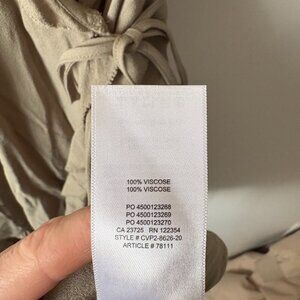 100% VISCOSE
100% VISCOSE
PO 4500123268
PO 4500123269
PO 4500123270
CA 23725 RN 122354
STYLE # CVP2-8626-20
ARTICLE # 78111